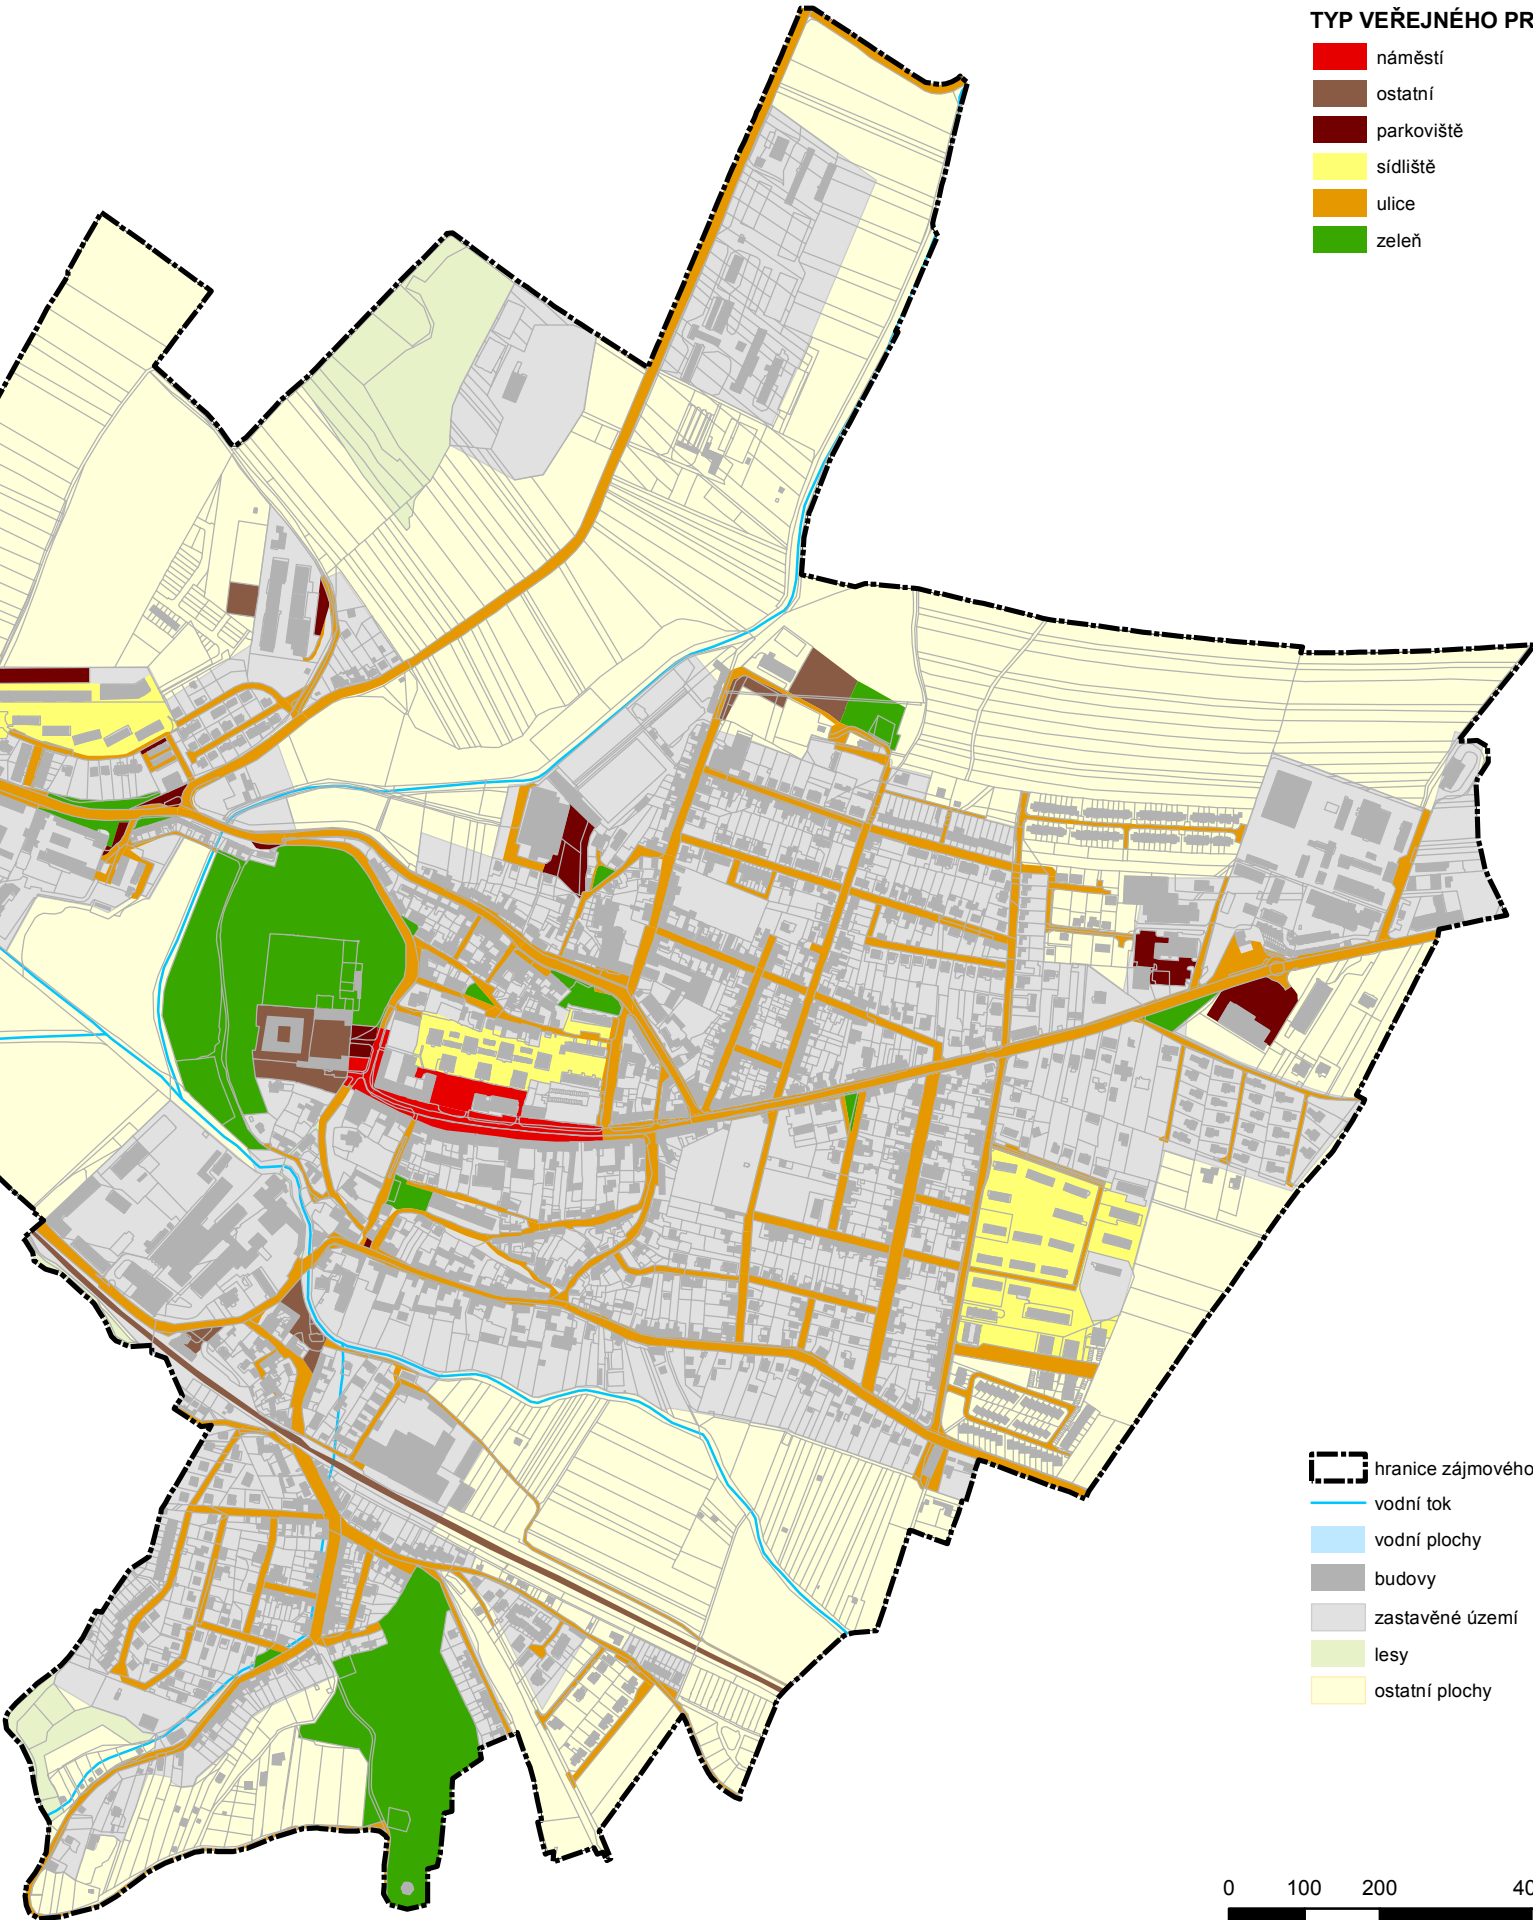 TYP VEŘEJNÉHO PR
náměstí
ostatní
parkoviště
sídliště
ulice
zeleň
hranice zájmového
vodní tok
vodní plochy
budovy
zastavěné území
lesy
ostatní plochy
0 100 200 40